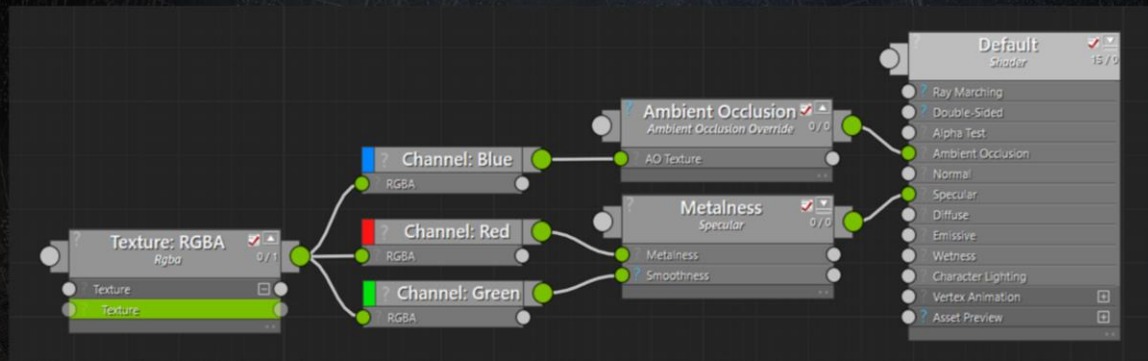 Texture: RGBA
Rgba
0/1
Texture
Texture
Channel: Blue
RGBA
Channel: Red
RGBA
Channel: Green
RGBA
Ambient Occlusion
Ambient Occlusion Override
0/0
AO Texture
Metalness
Specular
0/0
Metalness
Smoothness
Default
Shader
15/0
Ray Marching
Double-Sided
Alpha Test
Ambient Occlusion
Normal
Specular
Diffuse
Emissive
Wetness
Character Lighting
Vertex Animation
Asset Preview